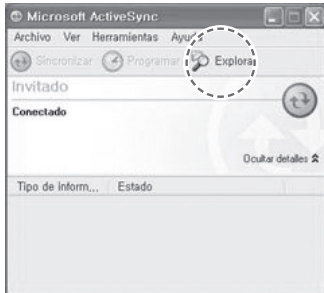 Microsoft ActiveSync
Archivo Ver Herramientas Ayuda
Sincronizar Programar Explorar
Invitado
Conectado
Ocultar detalles
Tipo de inform... Estado